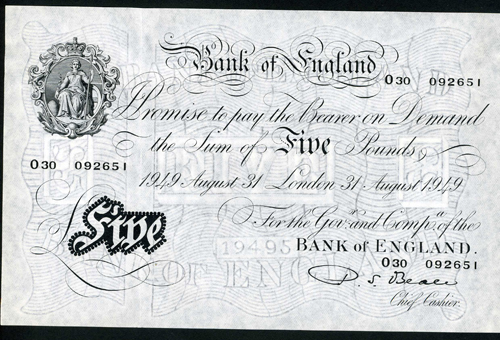 Bank of England
O30 092651
I Promise to pay the Bearer on Demand
the Sum of Five Pounds
O30 092651
1949 August 31 London 31 August 1949
For the Gov.r and Comp.a of the
Five
BANK of ENGLAND.
O30 092651
P. S. Beale
Chief Cashier.